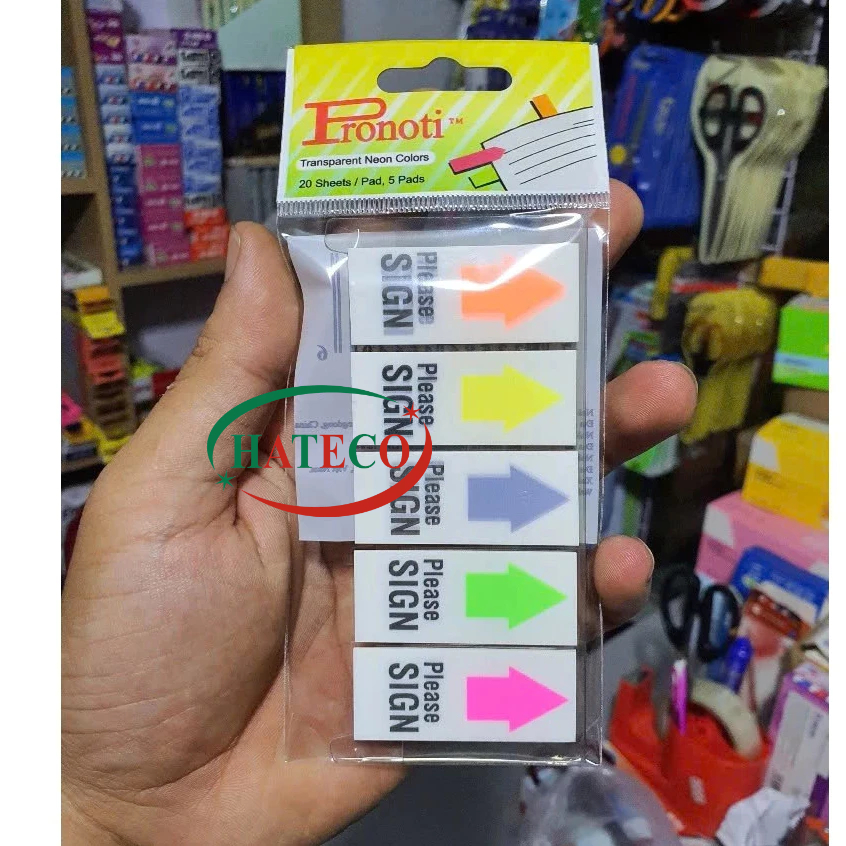 Pronoti™
Transparent Neon Colors
20 Sheets / Pad, 5 Pads
Please
SIGN
Please
SIGN
HATECO
Please
SIGN
Please
SIGN
Please
SIGN